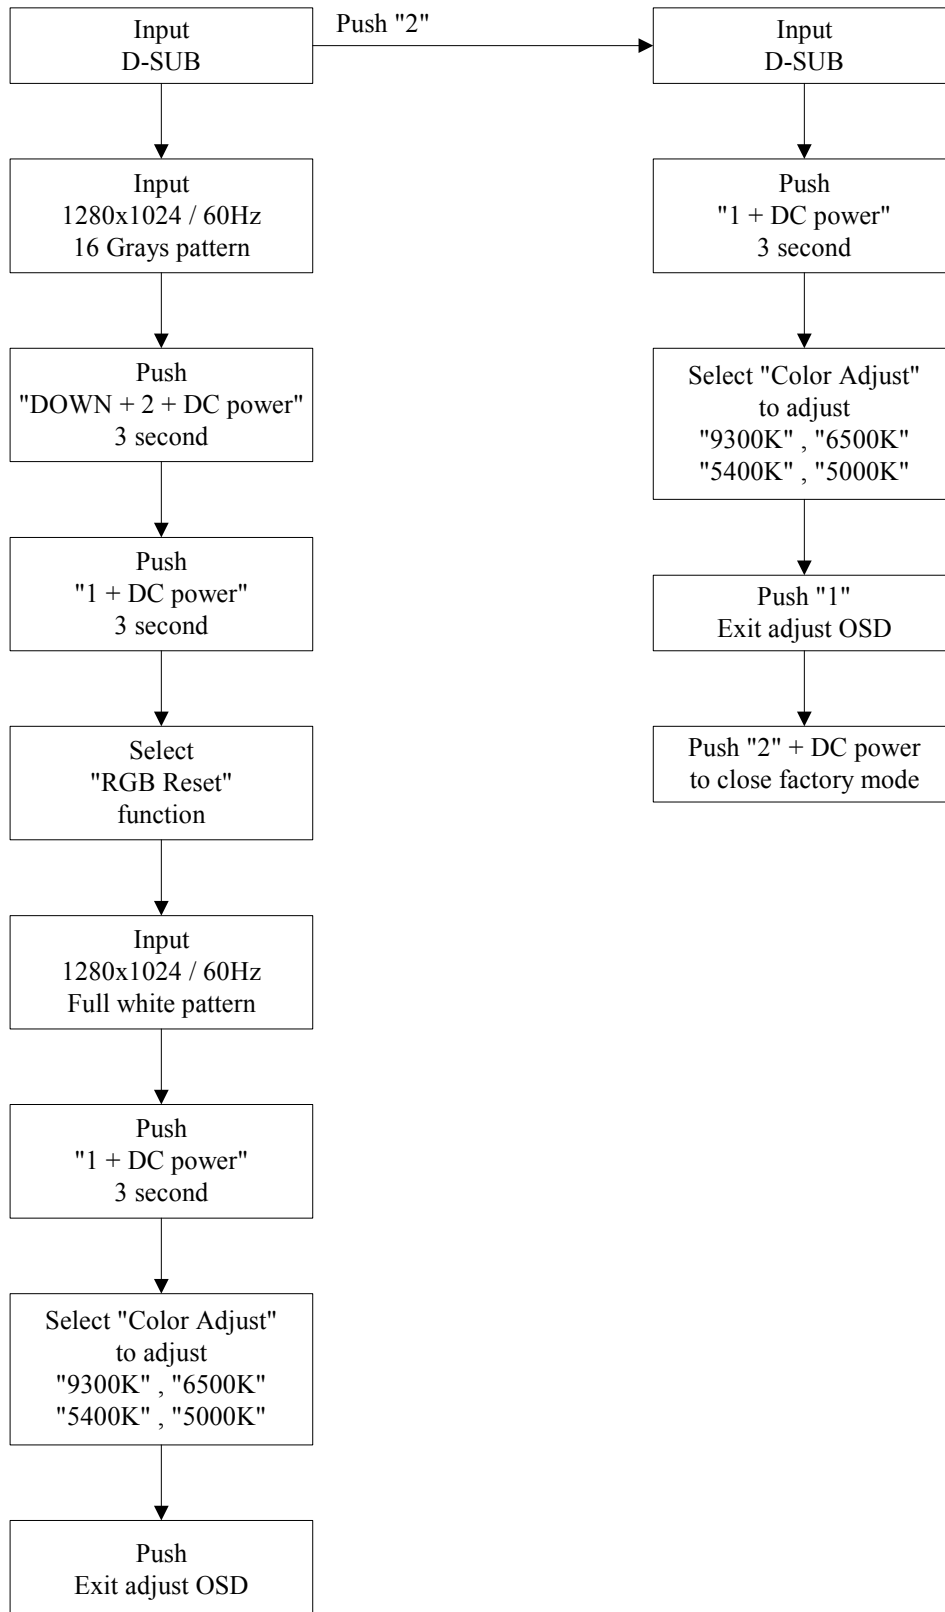 Input
D-SUB
Push "2"
Input
D-SUB
Input
1280x1024 / 60Hz
16 Grays pattern
Push
"DOWN + 2 + DC power"
3 second
Push
"1 + DC power"
3 second
Select
"RGB Reset"
function
Input
1280x1024 / 60Hz
Full white pattern
Push
"1 + DC power"
3 second
Select "Color Adjust"
to adjust
"9300K" , "6500K"
"5400K" , "5000K"
Push
Exit adjust OSD
Push
"1 + DC power"
3 second
Select "Color Adjust"
to adjust
"9300K" , "6500K"
"5400K" , "5000K"
Push "1"
Exit adjust OSD
Push "2" + DC power
to close factory mode